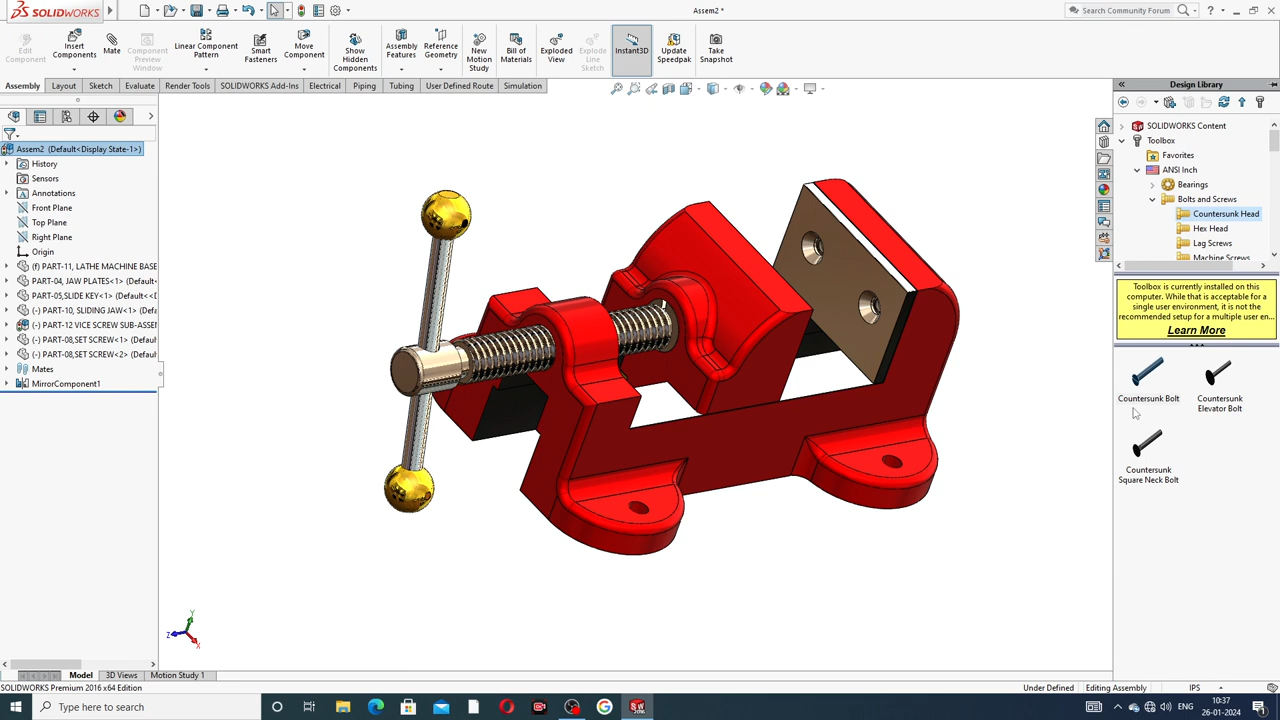 SOLIDWORKS
Assem2 *
Search Community Forum
Edit Component
Insert Components
Mate
Component Preview Window
Linear Component Pattern
Smart Fasteners
Move Component
Show Hidden Components
Assembly Features
Reference Geometry
New Motion Study
Bill of Materials
Exploded View
Explode Line Sketch
Instant3D
Update Speedpak
Take Snapshot
Assembly Layout Sketch Evaluate Render Tools SOLIDWORKS Add-Ins Electrical Piping Tubing User Defined Route Simulation
Assem2 (Default<Display State-1>)
History
Sensors
Annotations
Front Plane
Top Plane
Right Plane
Origin
(f) PART-11, LATHE MACHINE BASE
PART-04, JAW PLATES<1> (Defaul
PART-05,SLIDE KEY<1> (Default<<D
(-) PART-10, SLIDING JAW<1> (Defau
(-) PART-12 VICE SCREW SUB-ASSEM
(-) PART-08,SET SCREW<1> (Defaul
(-) PART-08,SET SCREW<2> (Defaul
Mates
MirrorComponent1
Y
Z
X
Design Library
SOLIDWORKS Content
Toolbox
Favorites
ANSI Inch
Bearings
Bolts and Screws
Countersunk Head
Hex Head
Lag Screws
Machine Screws
Toolbox is currently installed on this
computer. While that is acceptable for a
single user environment, it is not the
recommended setup for a multiple user en...
Learn More
Countersunk Bolt
Countersunk
Elevator Bolt
Countersunk
Square Neck Bolt
Model 3D Views Motion Study 1
SOLIDWORKS Premium 2016 x64 Edition
Under Defined Editing Assembly IPS
Type here to search
ENG
10:37
26-01-2024